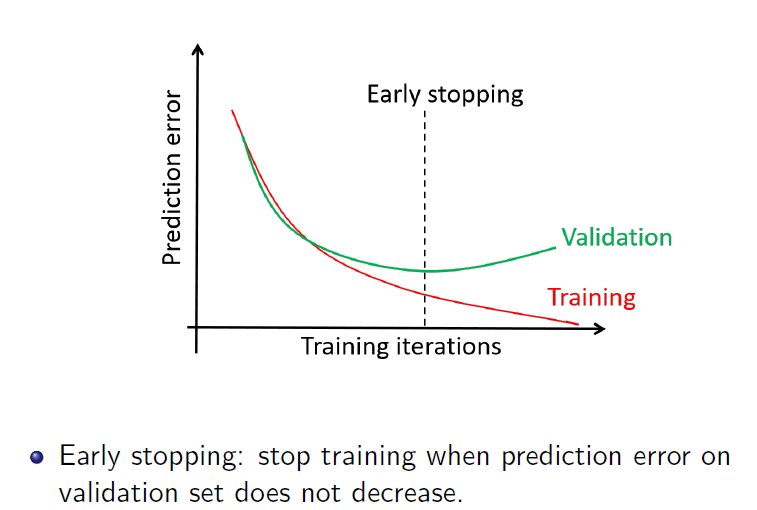 Early stopping
Prediction error
Validation
Training
Training iterations
Early stopping: stop training when prediction error on
validation set does not decrease.